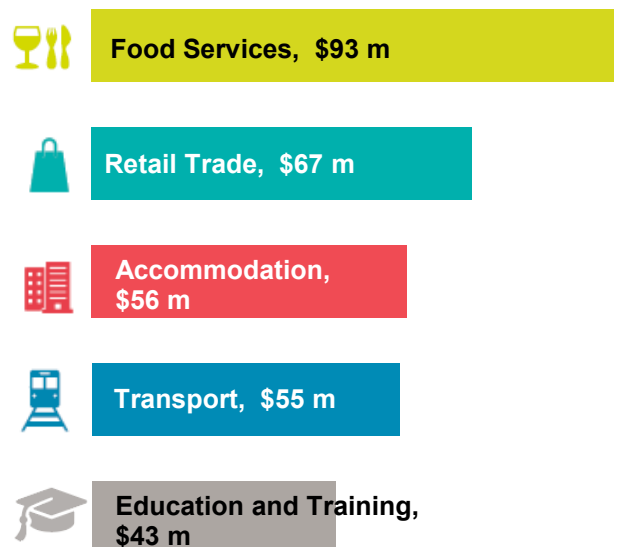 Food Services, $93 m
Retail Trade, $67 m
Accommodation,
$56 m
Transport, $55 m
Education and Training,
$43 m